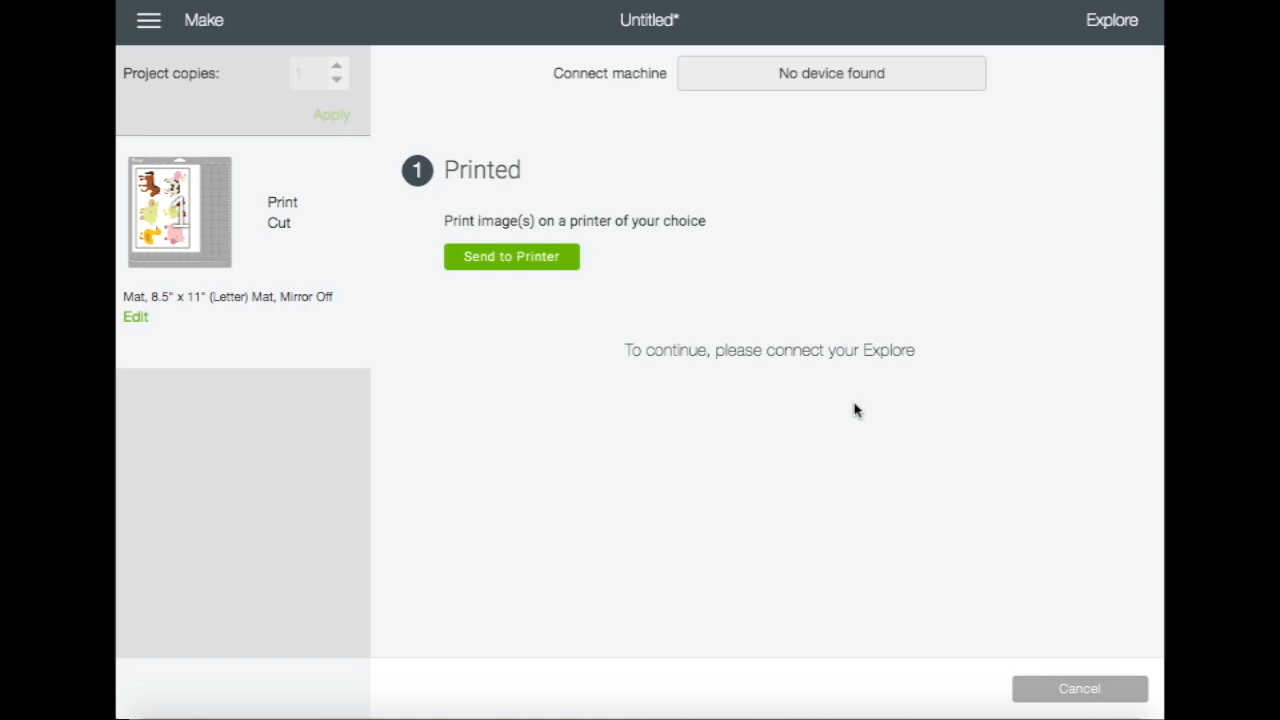 Make
Untitled*
Explore
Project copies:
1
Apply
Connect machine
No device found
Print
Cut
Mat, 8.5" x 11" (Letter) Mat, Mirror Off
Edit
1 Printed
Print image(s) on a printer of your choice
Send to Printer
To continue, please connect your Explore
Cancel